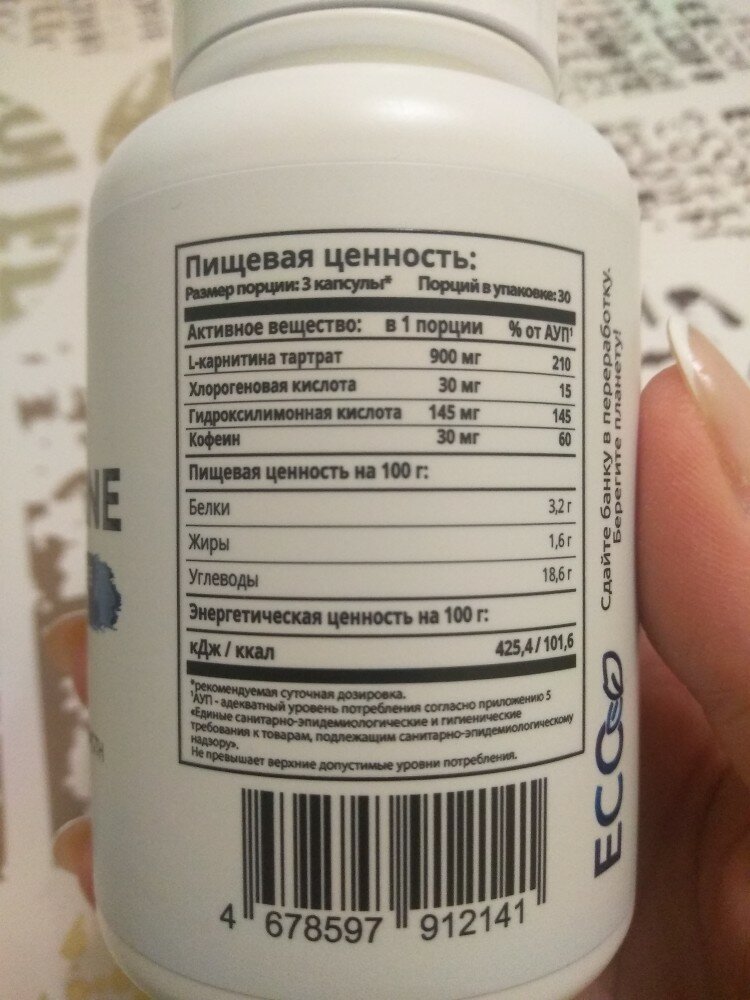 Пищевая ценность:
Размер порции: 3 капсулы* Порций в упаковке: 30
Активное вещество: в 1 порции % от АУП¹
L-карнитина тартрат 900 мг 210
Хлорогеновая кислота 30 мг 15
Гидроксилимонная кислота 145 мг 145
Кофеин 30 мг 60
Пищевая ценность на 100 г:
Белки 3,2 г
Жиры 1,6 г
Углеводы 18,6 г
Энергетическая ценность на 100 г:
кДж / ккал 425,4 / 101,6
*рекомендуемая суточная дозировка.
¹АУП - адекватный уровень потребления согласно приложению 5
«Единые санитарно-эпидемиологические и гигиенические
требования к товарам, подлежащим санитарно-эпидемиологическому
надзору».
Не превышает верхние допустимые уровни потребления.
4 678597 912141
NE
Сдайте банку в переработку.
Берегите планету!
ECO